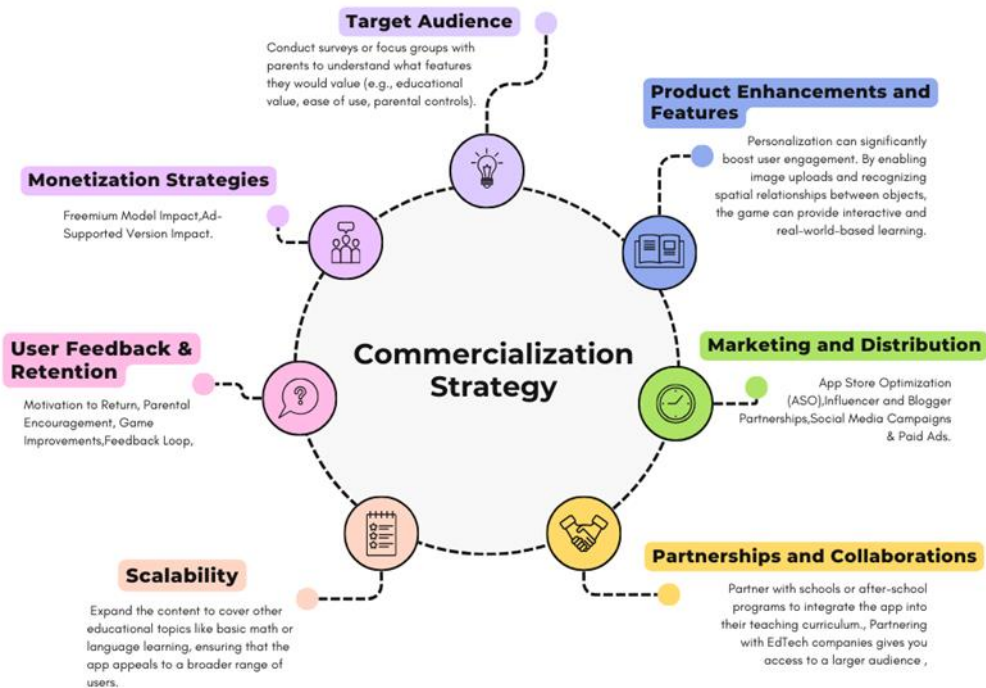 Target Audience
Conduct surveys or focus groups with
parents to understand what features
they would value (e.g., educational
value, ease of use, parental controls).
Product Enhancements and
Features
Personalization can significantly
boost user engagement. By enabling
image uploads and recognizing
spatial relationships between objects,
the game can provide interactive and
real-world-based learning.
Monetization Strategies
Freemium Model Impact,Ad-
Supported Version Impact.
Commercialization
Strategy
User Feedback &
Retention
Motivation to Return, Parental
Encouragement, Game
Improvements,Feedback Loop,
?
Marketing and Distribution
App Store Optimization
(ASO),Influencer and Blogger
Partnerships,Social Media Campaigns
& Paid Ads.
Scalability
Expand the content to cover other
educational topics like basic math or
language learning, ensuring that the
app appeals to a broader range of
users.
Partnerships and Collaborations
Partner with schools or after-school
programs to integrate the app into
their teaching curriculum., Partnering
with EdTech companies gives you
access to a larger audience ,